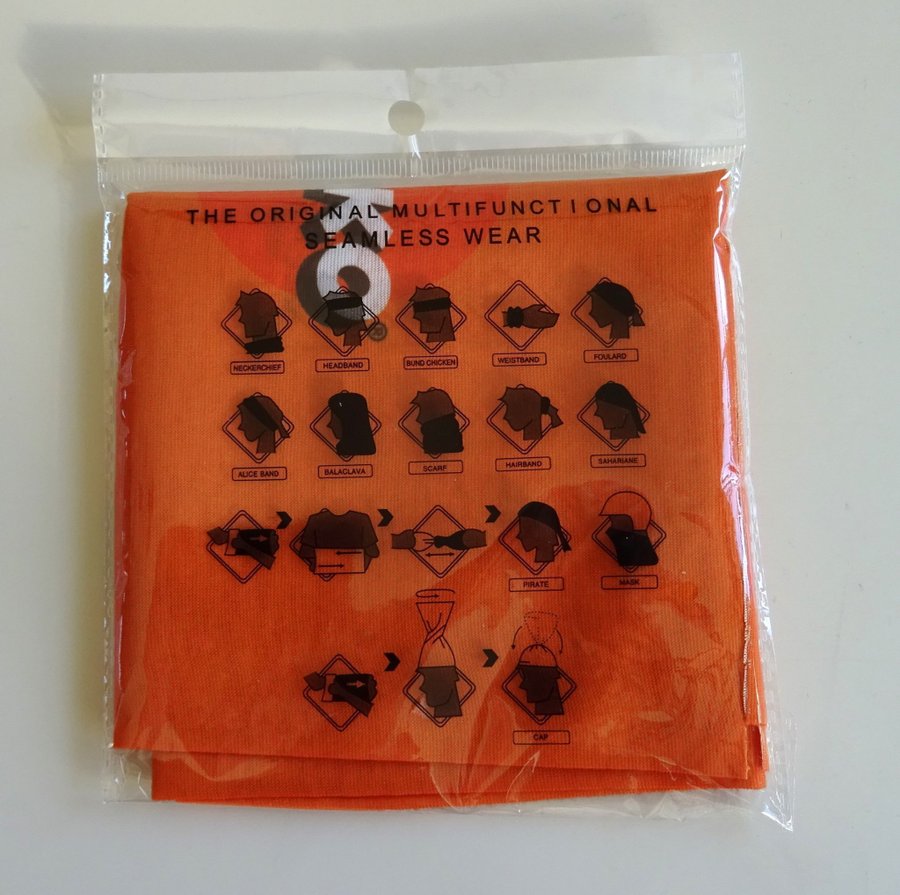 THE ORIGINAL MULTIFUNCTIONAL
SEAMLESS WEAR
KO
NECKERCHIEF
HEADBAND
BUND CHICKEN
WEISTBAND
FOULARD
ALICE BAND
BALACLAVA
SCARF
HAIRBAND
SAHARIANE
PIRATE
MASK
CAP